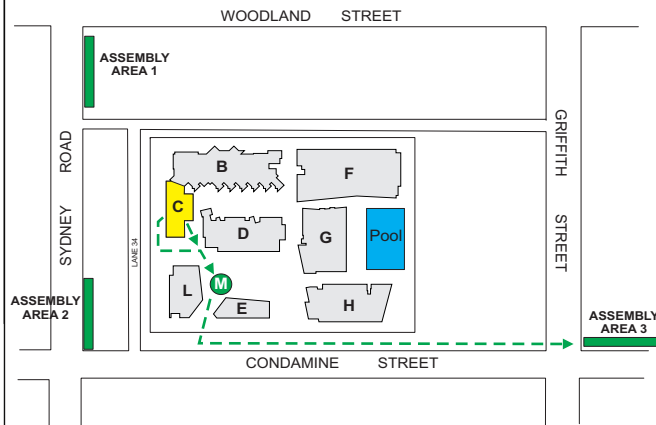 WOODLAND STREET
ASSEMBLY
AREA 1
SYDNEY ROAD
GRIFFITH STREET
LANE 34
B
F
C
D
G
Pool
L
M
E
H
ASSEMBLY
AREA 2
ASSEMBLY
AREA 3
CONDAMINE STREET